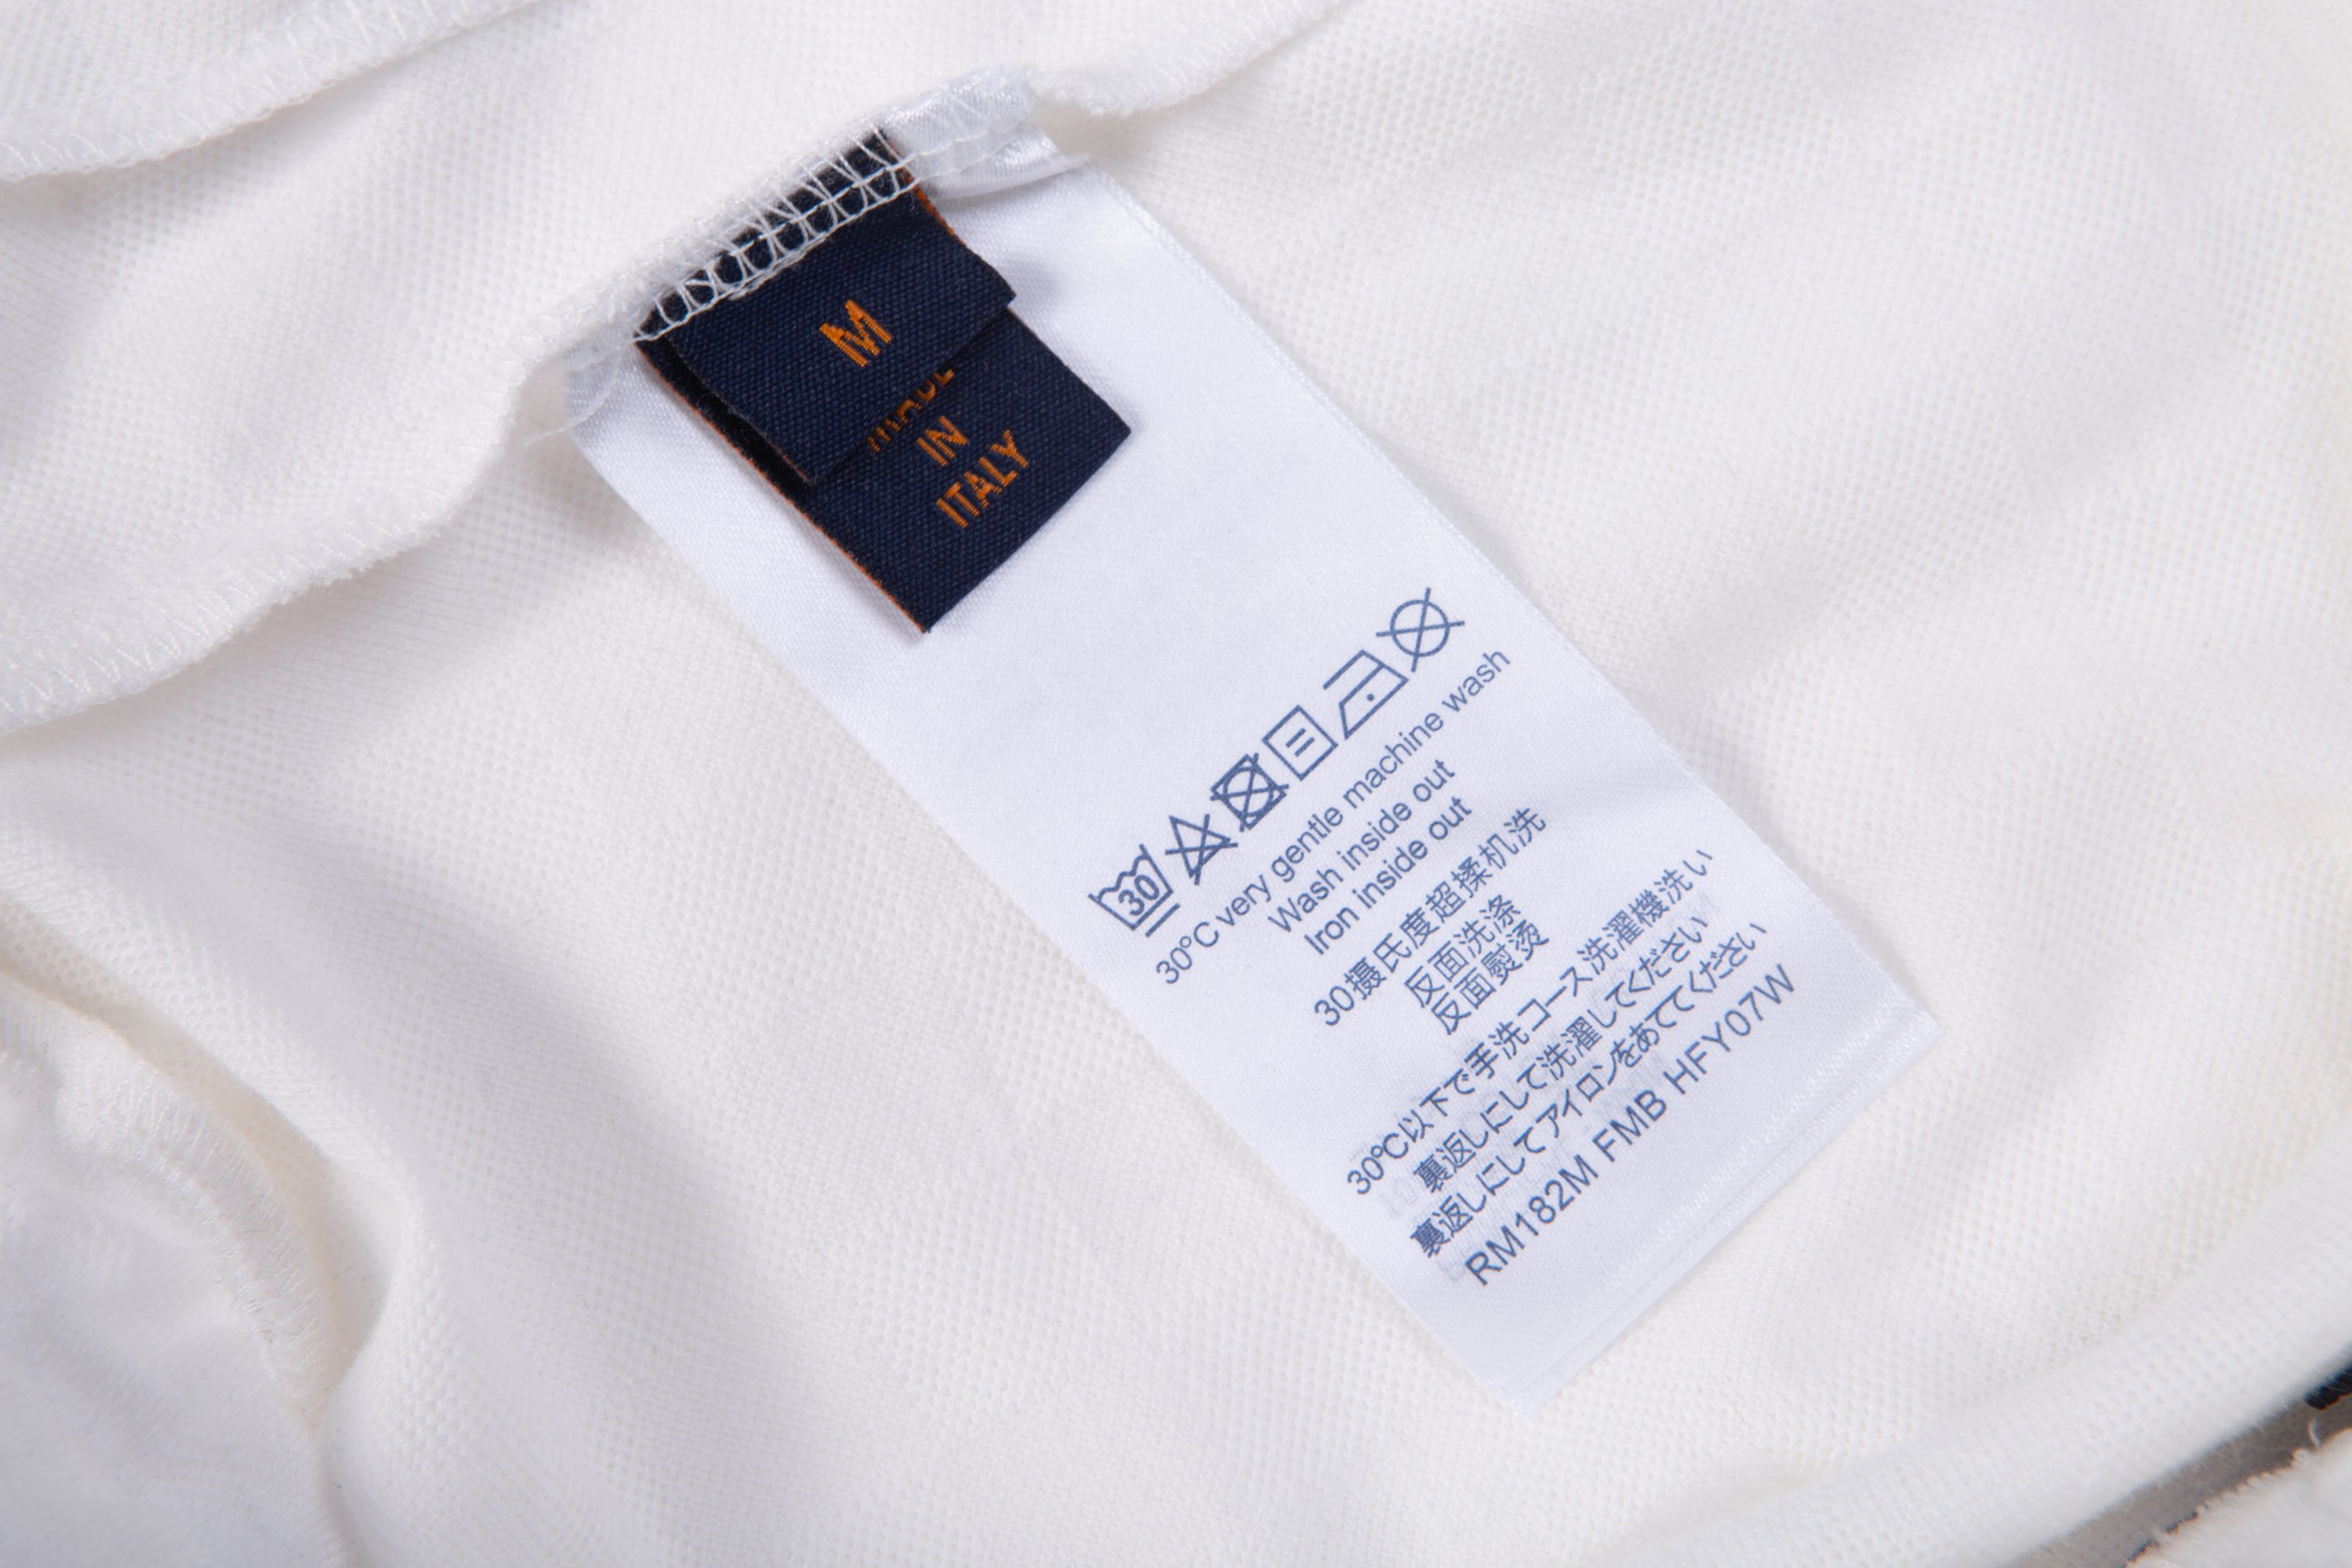 M
MADE
IN
ITALY
30
30°C very gentle machine wash
Wash inside out
Iron inside out
30摄氏度超揉机洗
反面洗涤
反面熨烫
30℃以下で手洗コース洗濯機洗い
裏返しにして洗濯してください
裏返しにしてアイロンをあててください
RM182M FMB HFY07W